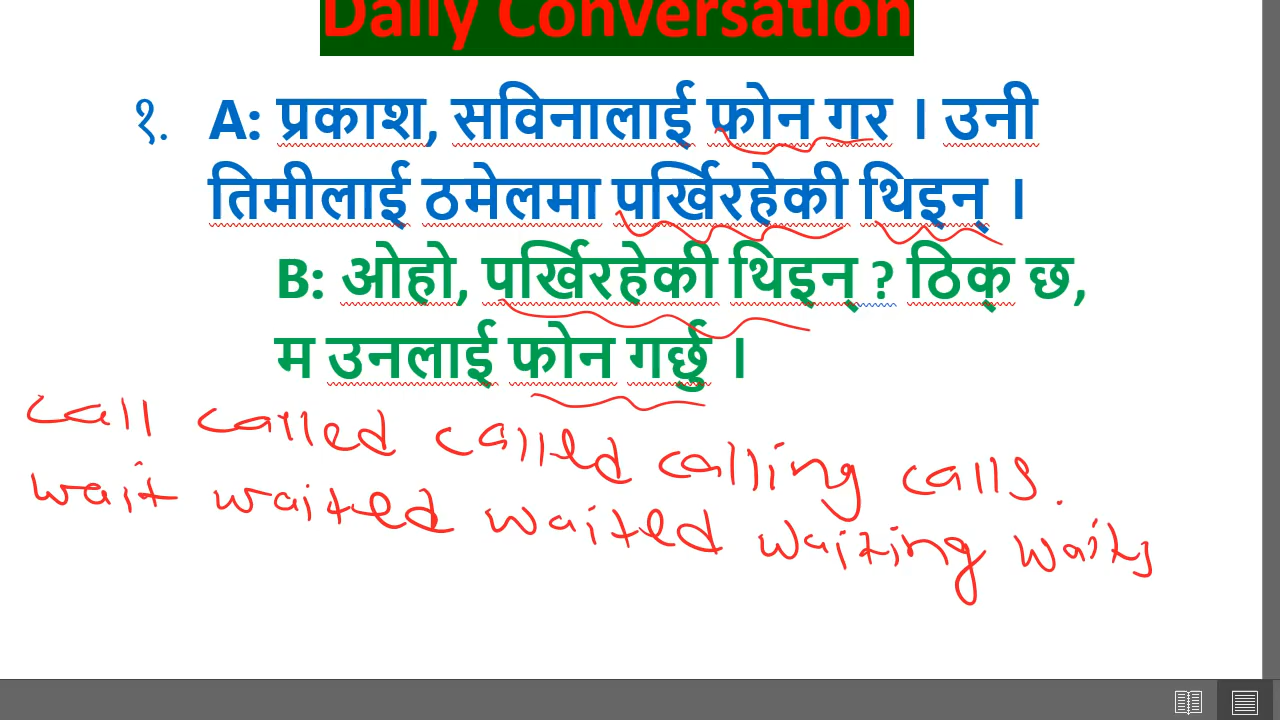 Daily Conversation
१. A: प्रकाश, सविनालाई फोन गर । उनी
तिमीलाई ठमेलमा पर्खिरहेकी थिइन् ।
B: ओहो, पर्खिरहेकी थिइन् ? ठिक् छ,
म उनलाई फोन गर्छु ।
call called called calling calls.
wait waited waited waiting waits